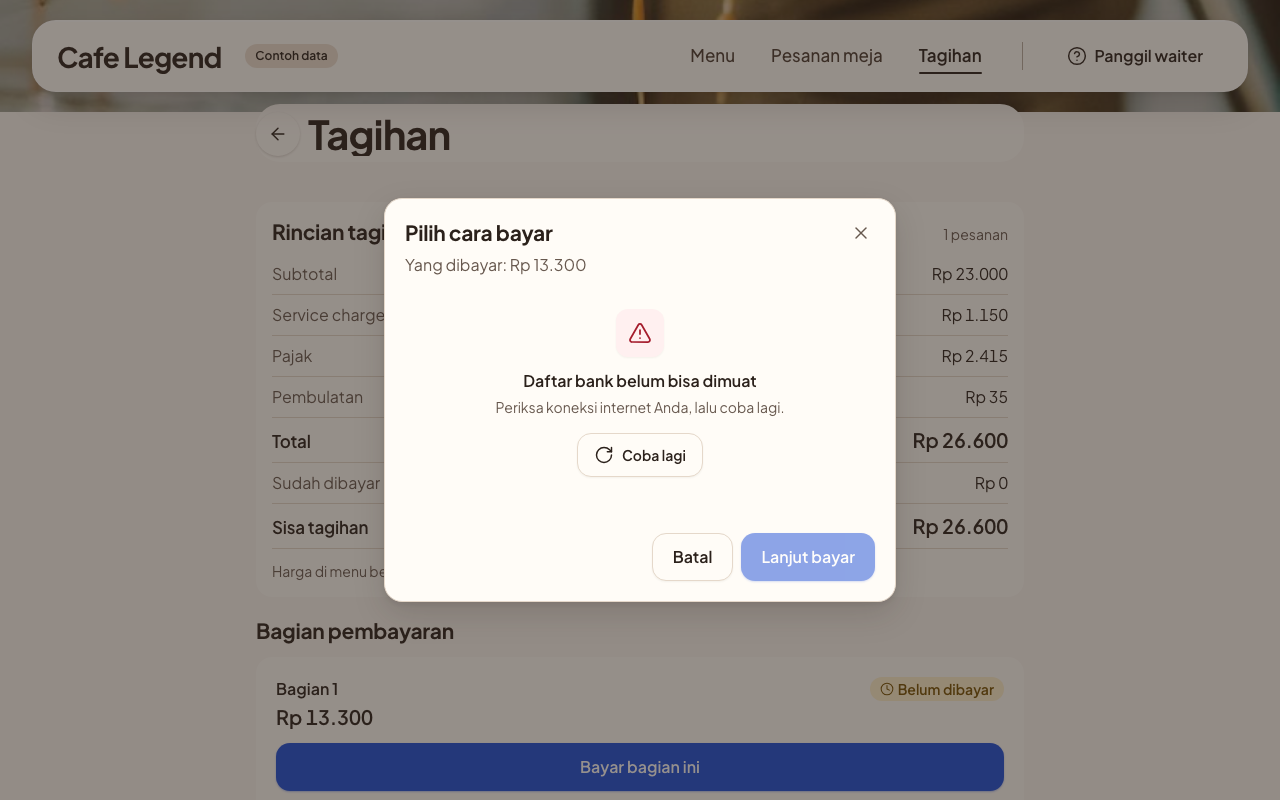 Cafe Legend
Contoh data
Menu
Pesanan meja
Tagihan
Panggil waiter
Tagihan
Rincian tagi
1 pesanan
Subtotal
Rp 23.000
Service charge
Rp 1.150
Pajak
Rp 2.415
Pembulatan
Rp 35
Total
Rp 26.600
Sudah dibayar
Rp 0
Sisa tagihan
Rp 26.600
Harga di menu be
Pilih cara bayar
Yang dibayar: Rp 13.300
Daftar bank belum bisa dimuat
Periksa koneksi internet Anda, lalu coba lagi.
Coba lagi
Batal
Lanjut bayar
Bagian pembayaran
Bagian 1
Belum dibayar
Rp 13.300
Bayar bagian ini